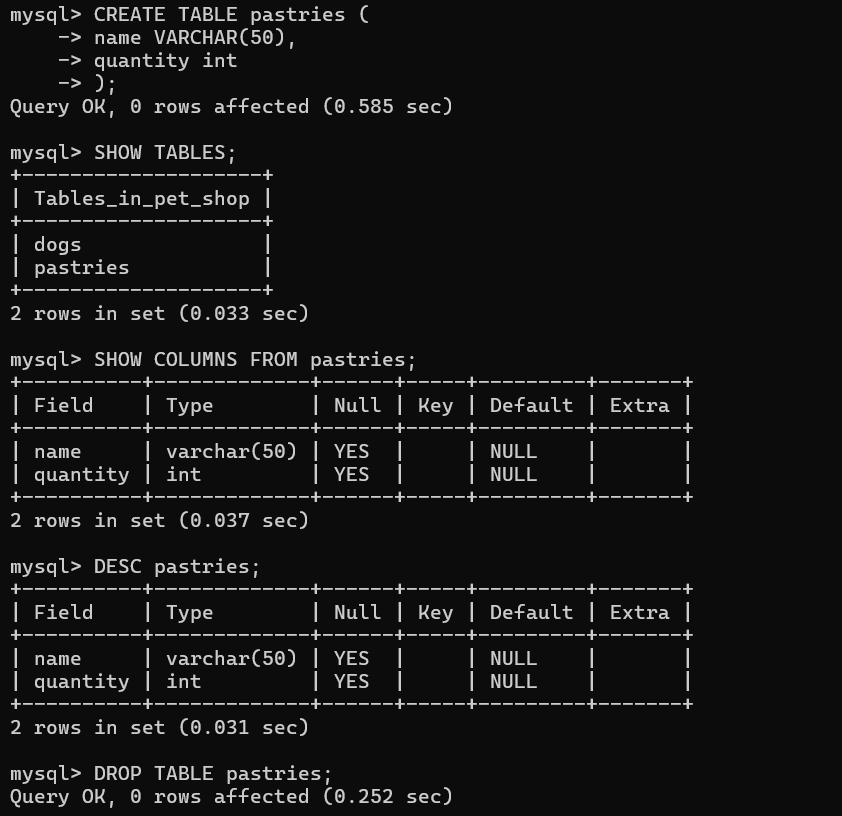 mysql> CREATE TABLE pastries (
    -> name VARCHAR(50),
    -> quantity int
    -> );
Query OK, 0 rows affected (0.585 sec)

mysql> SHOW TABLES;
+--------------------+
| Tables_in_pet_shop |
+--------------------+
| dogs               |
| pastries           |
+--------------------+
2 rows in set (0.033 sec)

mysql> SHOW COLUMNS FROM pastries;
+----------+-------------+------+-----+---------+-------+
| Field    | Type        | Null | Key | Default | Extra |
+----------+-------------+------+-----+---------+-------+
| name     | varchar(50) | YES  |     | NULL    |       |
| quantity | int         | YES  |     | NULL    |       |
+----------+-------------+------+-----+---------+-------+
2 rows in set (0.037 sec)

mysql> DESC pastries;
+----------+-------------+------+-----+---------+-------+
| Field    | Type        | Null | Key | Default | Extra |
+----------+-------------+------+-----+---------+-------+
| name     | varchar(50) | YES  |     | NULL    |       |
| quantity | int         | YES  |     | NULL    |       |
+----------+-------------+------+-----+---------+-------+
2 rows in set (0.031 sec)

mysql> DROP TABLE pastries;
Query OK, 0 rows affected (0.252 sec)